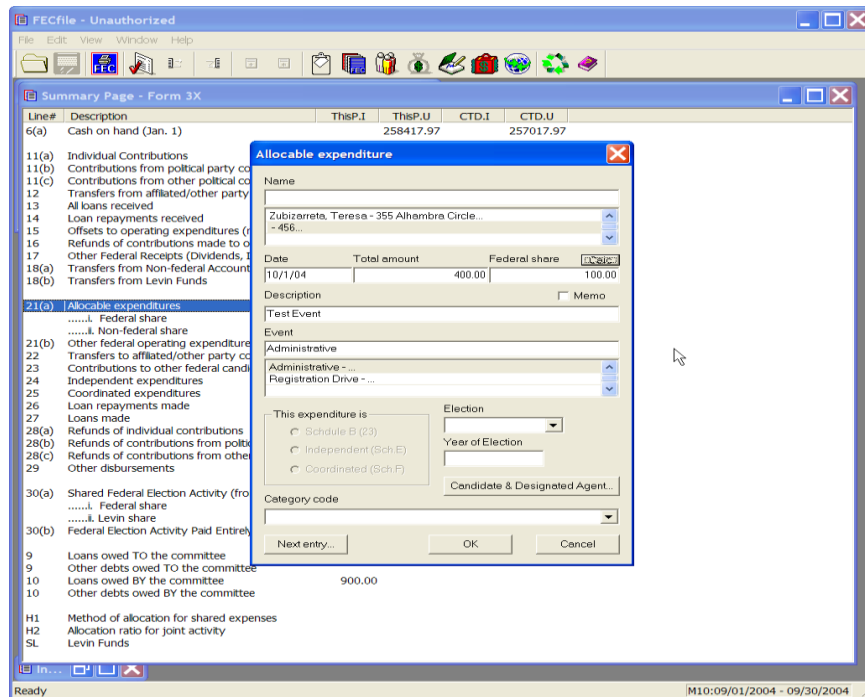 FECfile - Unauthorized
File Edit View Window Help
FEC FEC
Summary Page - Form 3X
Line# Description ThisP.I ThisP.U CTD.I CTD.U
6(a) Cash on hand (Jan. 1) 258417.97 257017.97
11(a) Individual Contributions
11(b) Contributions from political party co
11(c) Contributions from other political co
12 Transfers from affilated/other party
13 All loans received
14 Loan repayments received
15 Offsets to operating expenditures (r
16 Refunds of contributions made to o
17 Other Federal Receipts (Dividends, I
18(a) Transfers from Non-federal Account
18(b) Transfers from Levin Funds
21(a) Allocable expenditures
......i. Federal share
......ii. Non-federal share
21(b) Other federal operating expenditure
22 Transfers to affilated/other party co
23 Contributions to other federal candi
24 Independent expenditures
25 Coordinated expenditures
26 Loan repayments made
27 Loans made
28(a) Refunds of individual contributions
28(b) Refunds of contributions from politic
28(c) Refunds of contributions from other
29 Other disbursements
30(a) Shared Federal Election Activity (fro
......i. Federal share
......ii. Levin share
30(b) Federal Election Activity Paid Entirely
9 Loans owed TO the committee
9 Other debts owed TO the committee
10 Loans owed BY the committee 900.00
10 Other debts owed BY the committee
H1 Method of allocation for shared expenses
H2 Allocation ratio for joint activity
SL Levin Funds
Allocable expenditure
Name
Zubizarreta, Teresa - 355 Alhambra Circle...
- 456...
Date Total amount Federal share Calc
10/1/04 400.00 100.00
Description Memo
Test Event
Event
Administrative
Administrative - ...
Registration Drive - ...
This expenditure is
Schdule B (23)
Independent (Sch.E)
Coordinated (Sch F)
Election
Year of Election
Candidate & Designated Agent...
Category code
Next entry... OK Cancel
In...
Ready M10:09/01/2004 - 09/30/2004